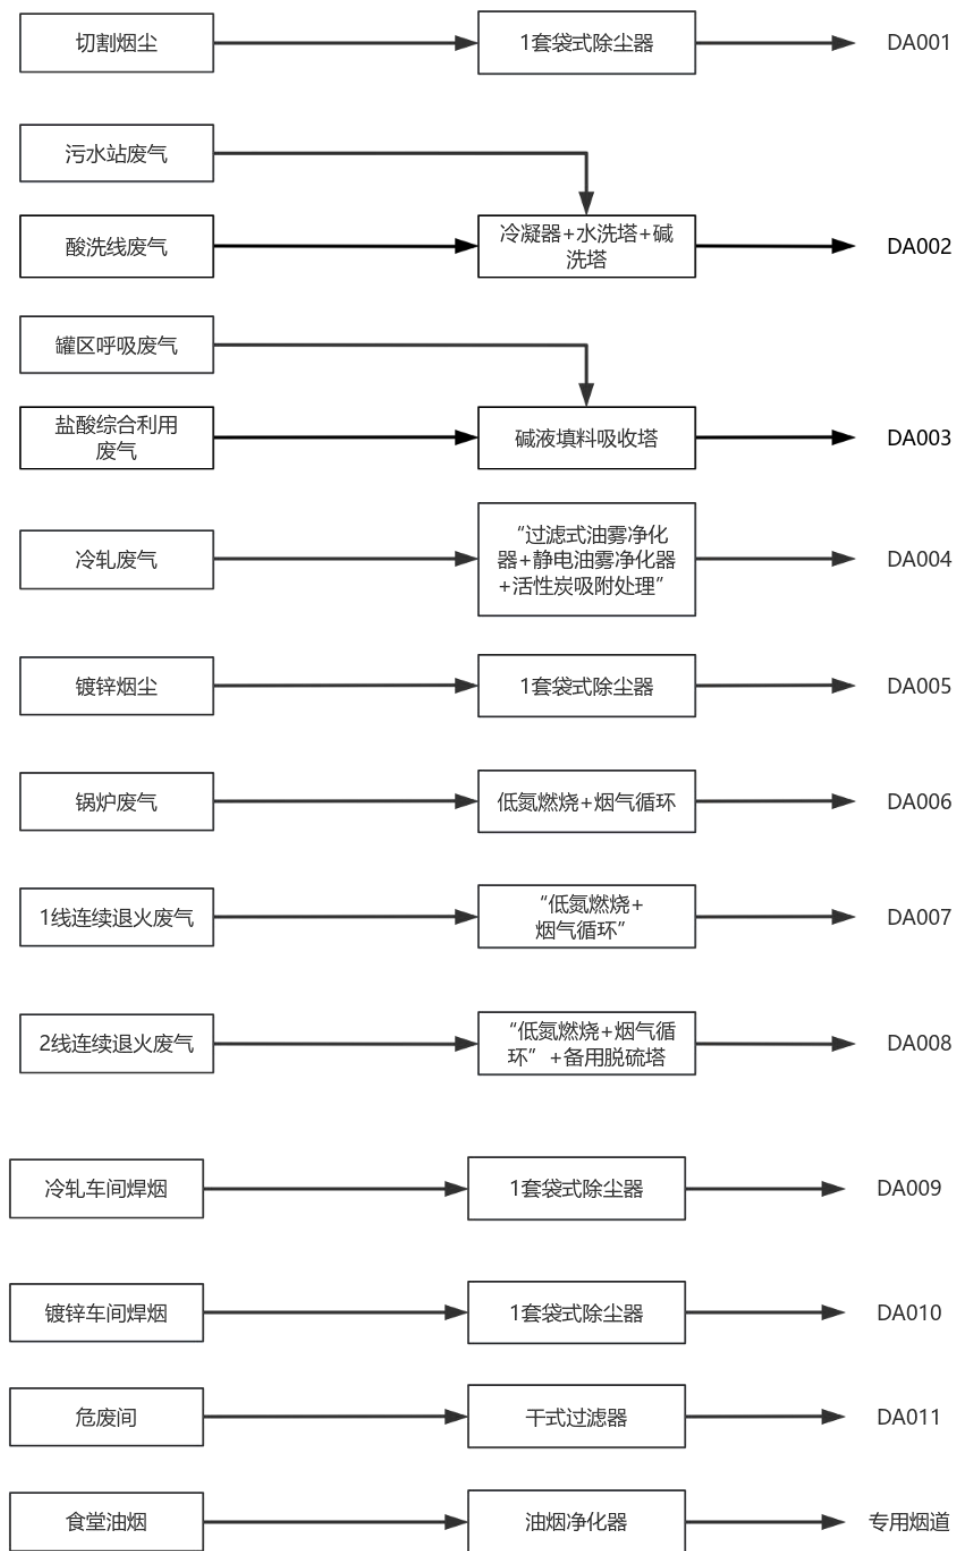 切割烟尘
1套袋式除尘器
DA001
污水站废气
酸洗线废气
冷凝器+水洗塔+碱
洗塔
DA002
罐区呼吸废气
盐酸综合利用
废气
碱液填料吸收塔
DA003
冷轧废气
“过滤式油雾净化
器+静电油雾净化器
+活性炭吸附处理”
DA004
镀锌烟尘
1套袋式除尘器
DA005
锅炉废气
低氮燃烧+烟气循环
DA006
1线连续退火废气
“低氮燃烧+
烟气循环”
DA007
2线连续退火废气
“低氮燃烧+烟气循
环”+备用脱硫塔
DA008
冷轧车间焊烟
1套袋式除尘器
DA009
镀锌车间焊烟
1套袋式除尘器
DA010
危废间
干式过滤器
DA011
食堂油烟
油烟净化器
专用烟道